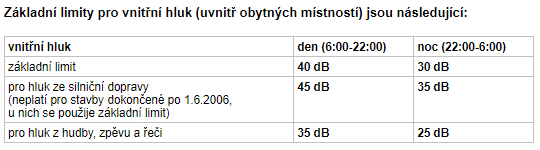 Základní limity pro vnitřní hluk (uvnitř obytných místností) jsou následující:
vnitřní hluk den (6:00-22:00) noc (22:00-6:00)
základní limit 40 dB 30 dB
pro hluk ze silniční dopravy 45 dB 35 dB
(neplatí pro stavby dokončené po 1.6.2006,
u nich se použije základní limit)
pro hluk z hudby, zpěvu a řeči 35 dB 25 dB